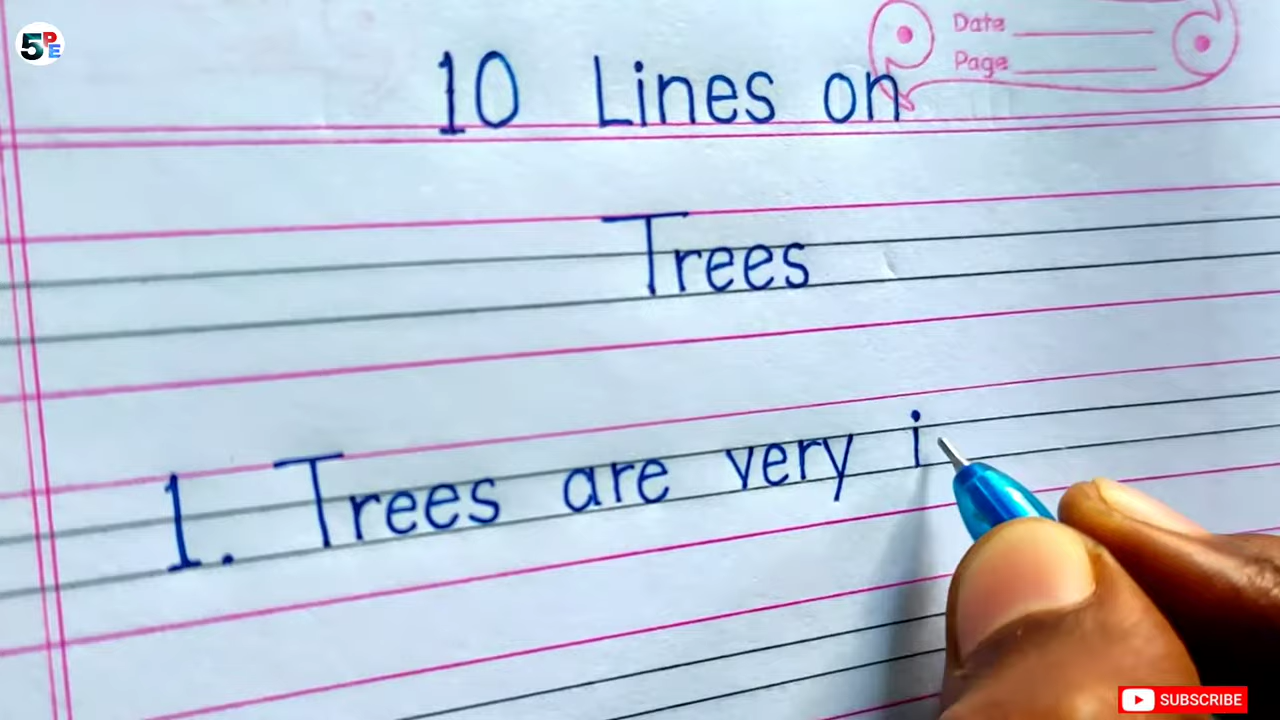 5PE
Date
Page
10 Lines on
Trees
1. Trees are very i
SUBSCRIBE